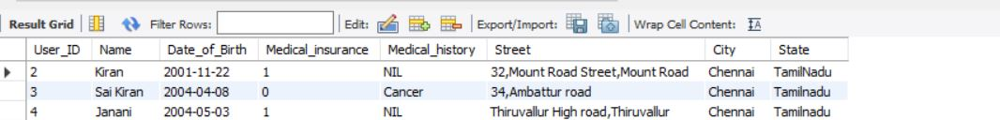 Result Grid Filter Rows: Edit: Export/Import: Wrap Cell Content: IA
User_ID Name Date_of_Birth Medical_insurance Medical_history Street City State
2 Kiran 2001-11-22 1 NIL 32,Mount Road Street,Mount Road Chennai TamilNadu
3 Sai Kiran 2004-04-08 0 Cancer 34,Ambattur road Chennai Tamilnadu
4 Janani 2004-05-03 1 NIL Thiruvallur High road,Thiruvallur Chennai Tamilnadu